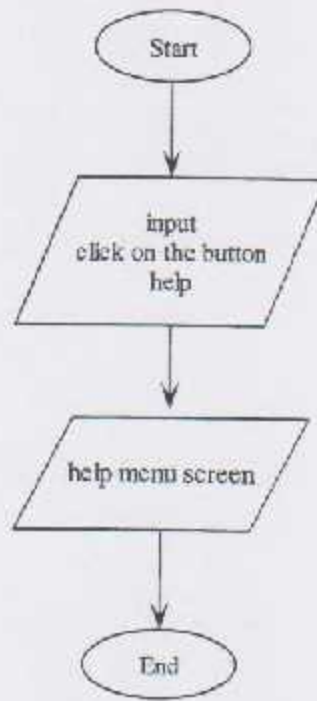 Start
input
click on the button
help
help menu screen
End